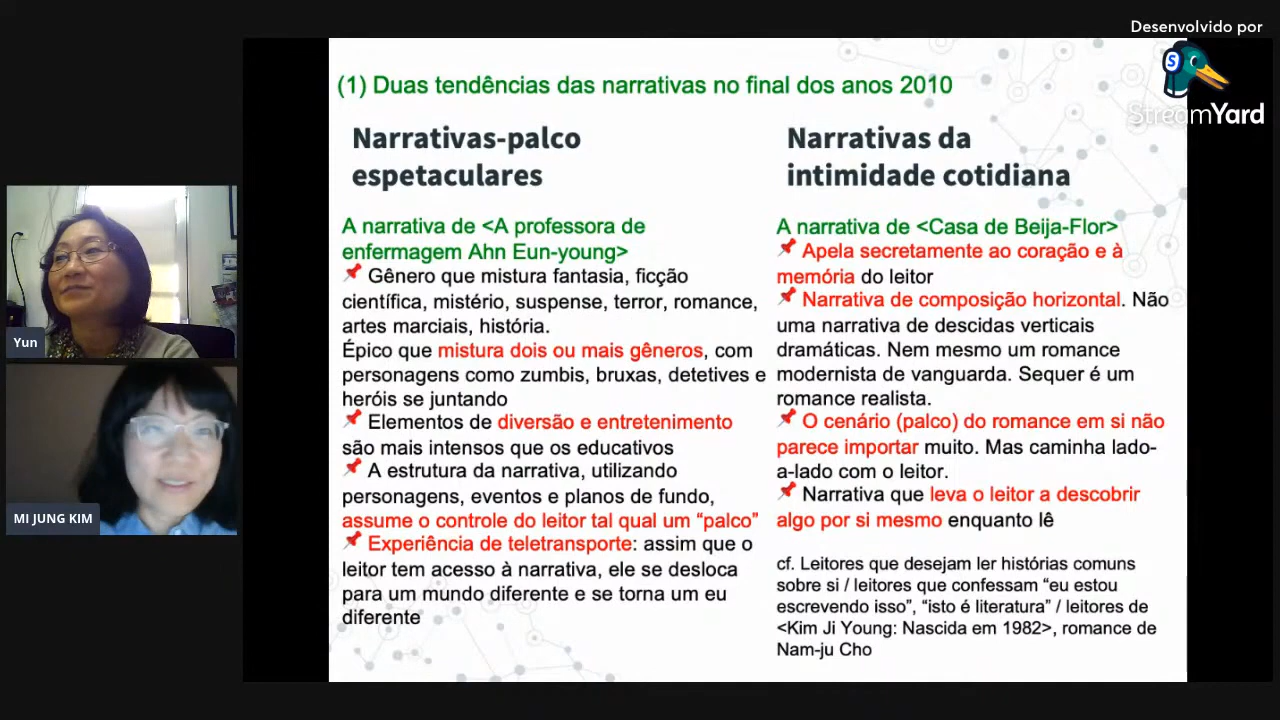 Desenvolvido por
StreamYard
(1) Duas tendências das narrativas no final dos anos 2010
Narrativas-palco
espetaculares
A narrativa de <A professora de
enfermagem Ahn Eun-young>
Gênero que mistura fantasia, ficção
científica, mistério, suspense, terror, romance,
artes marciais, história.
Épico que mistura dois ou mais gêneros, com
personagens como zumbis, bruxas, detetives e
heróis se juntando
Elementos de diversão e entretenimento
são mais intensos que os educativos
A estrutura da narrativa, utilizando
personagens, eventos e planos de fundo,
assume o controle do leitor tal qual um “palco”
Experiência de teletransporte: assim que o
leitor tem acesso à narrativa, ele se desloca
para um mundo diferente e se torna um eu
diferente
Narrativas da
intimidade cotidiana
A narrativa de <Casa de Beija-Flor>
Apela secretamente ao coração e à
memória do leitor
Narrativa de composição horizontal. Não
uma narrativa de descidas verticais
dramáticas. Nem mesmo um romance
modernista de vanguarda. Sequer é um
romance realista.
O cenário (palco) do romance em si não
parece importar muito. Mas caminha lado-
a-lado com o leitor.
Narrativa que leva o leitor a descobrir
algo por si mesmo enquanto lê
cf. Leitores que desejam ler histórias comuns
sobre si / leitores que confessam “eu estou
escrevendo isso”, “isto é literatura” / leitores de
<Kim Ji Young: Nascida em 1982>, romance de
Nam-ju Cho
Yun
MI JUNG KIM